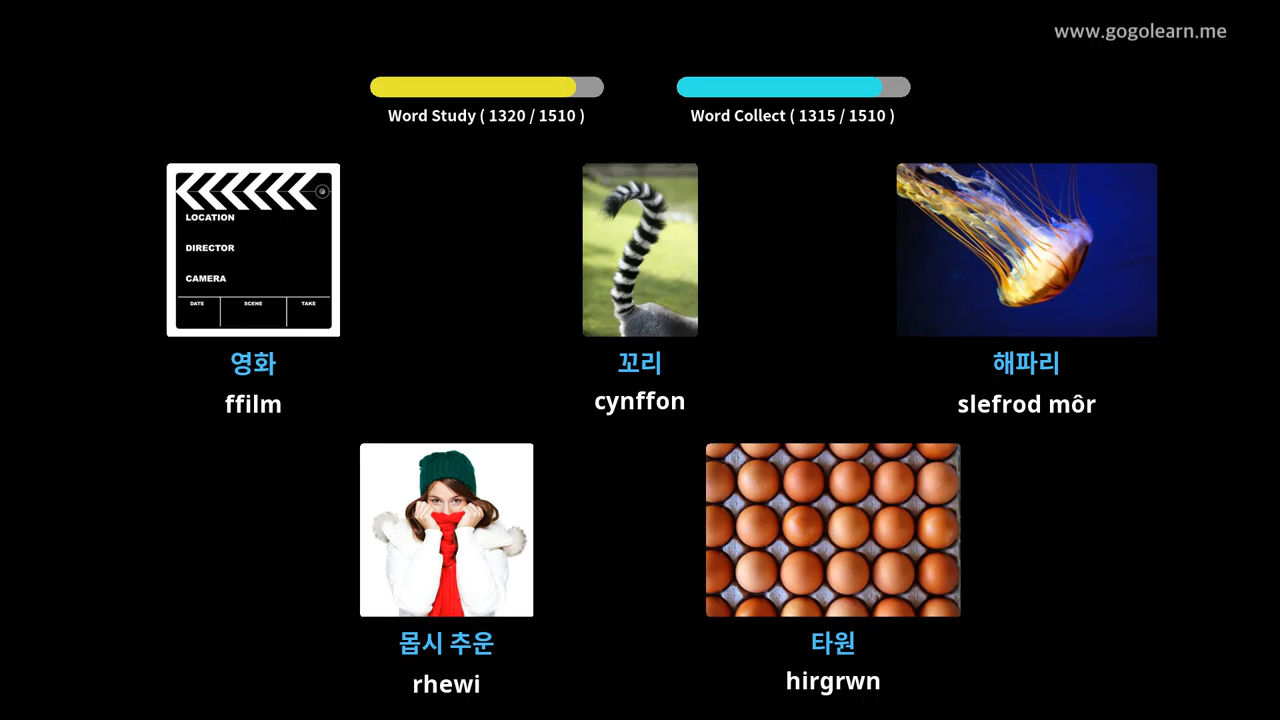 www.gogolearn.me
Word Study ( 1320 / 1510 )
Word Collect ( 1315 / 1510 )
LOCATION
DIRECTOR
CAMERA
DATE SCENE TAKE
영화
ffilm
꼬리
cynffon
해파리
slefrod môr
몹시 추운
rhewi
타원
hirgrwn